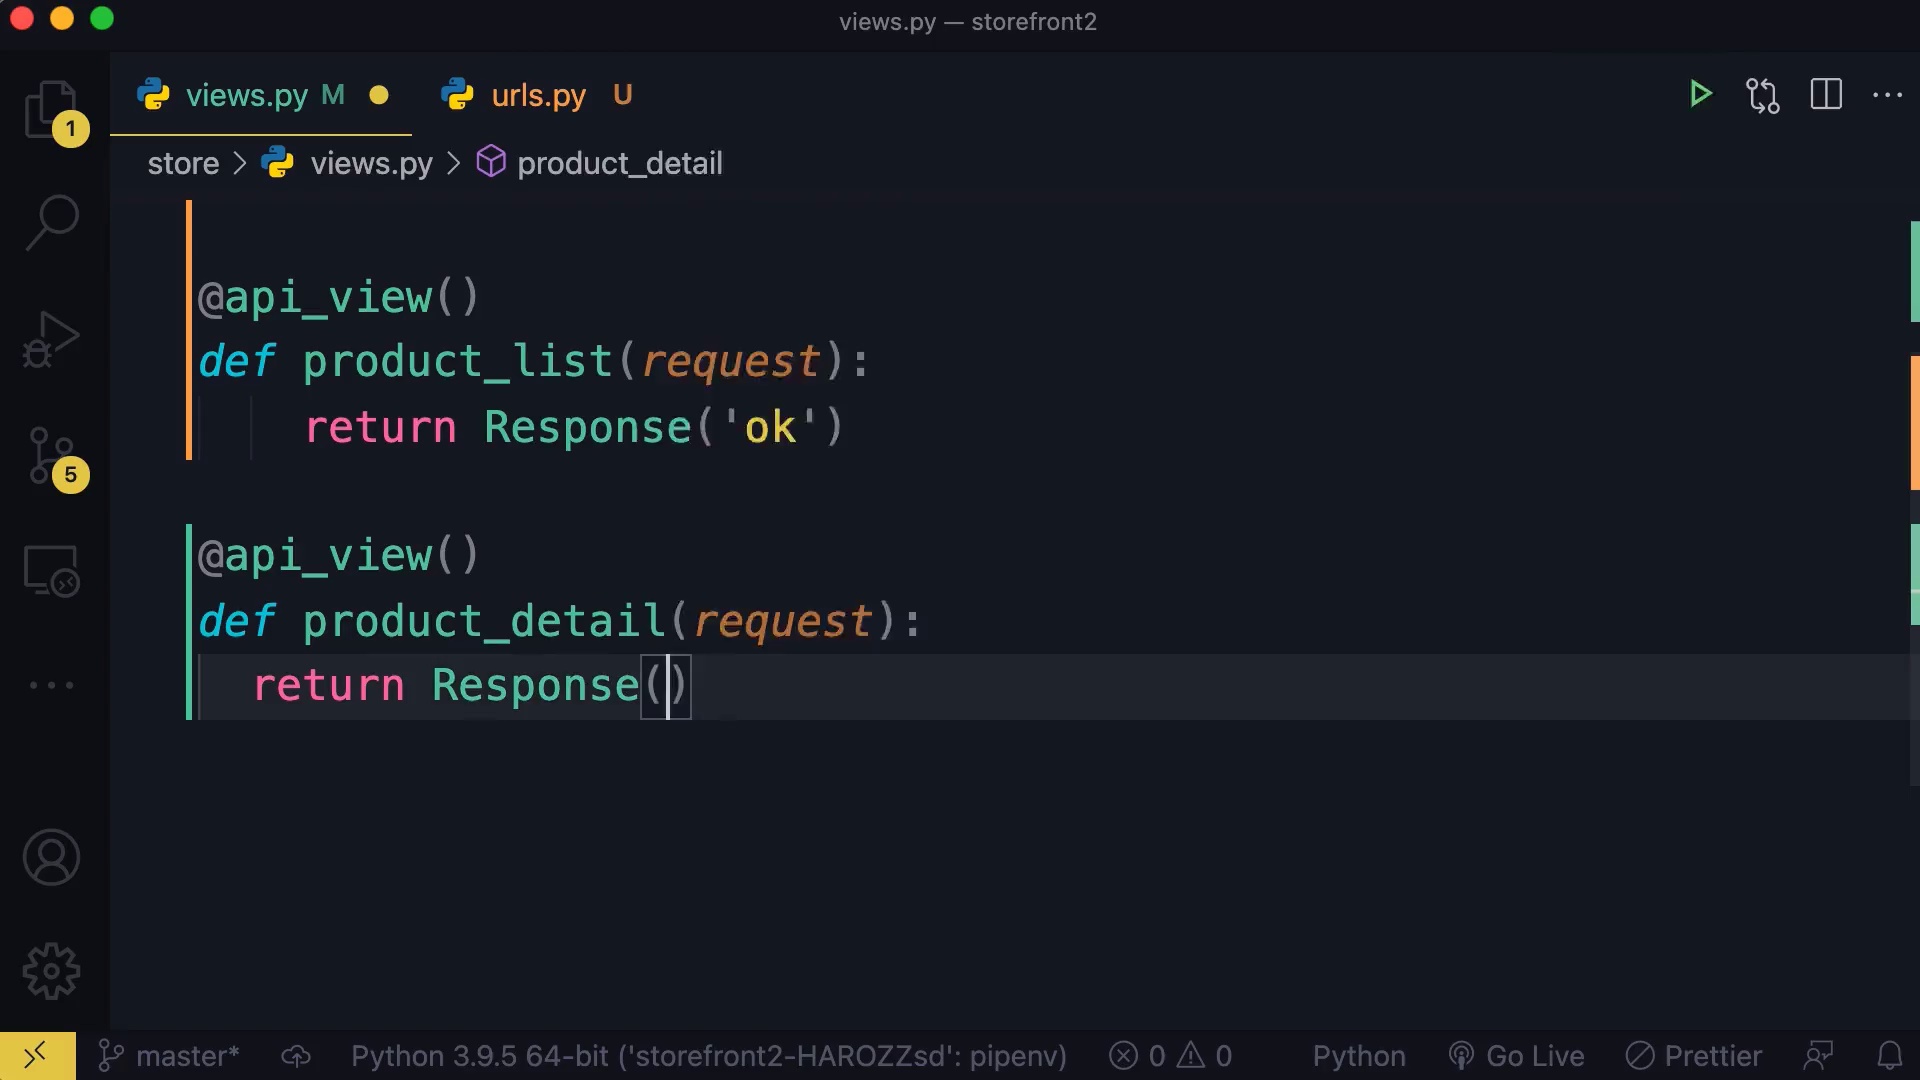 views.py — storefront2
views.py M
urls.py U
1
store > views.py > product_detail
@api_view()
def product_list(request):
return Response('ok')
5
@api_view()
def product_detail(request):
return Response()
master*
Python 3.9.5 64-bit ('storefront2-HAROZZsd': pipenv)
0
0
Python
Go Live
Prettier